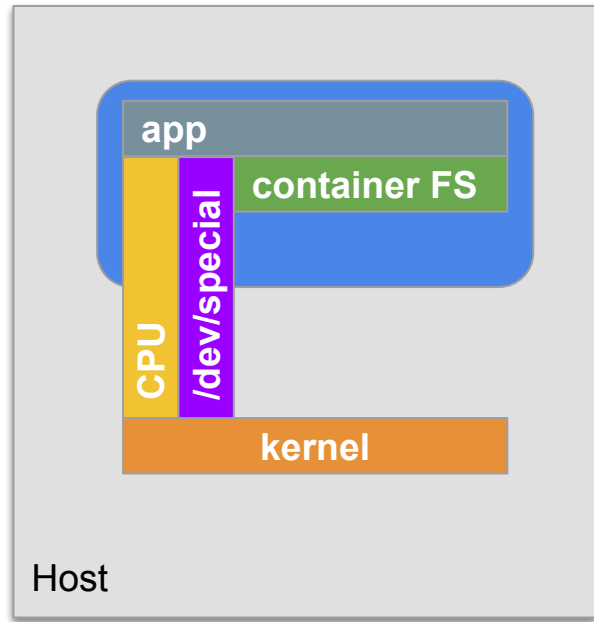 app
container FS
CPU
/dev/special
kernel
Host